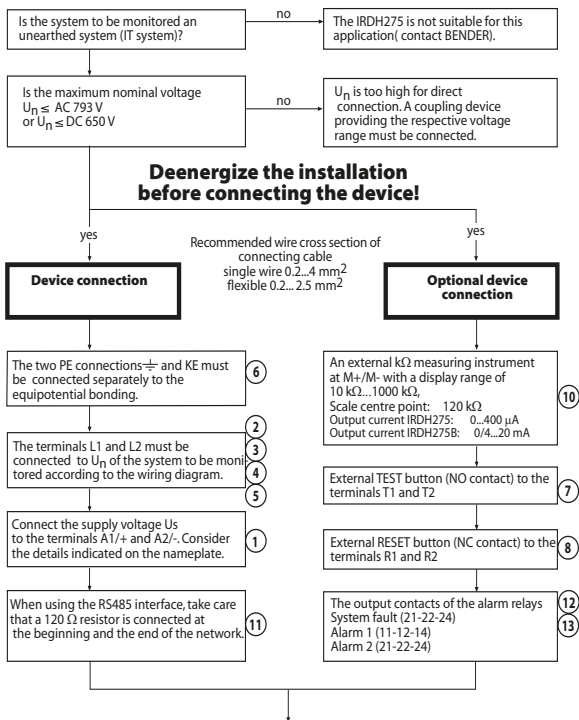 Is the system to be monitored an
unearthed system (IT system)?
no
The IRDH275 is not suitable for this
application( contact BENDER).
Is the maximum nominal voltage
Un ≤ AC 793 V
or Un ≤ DC 650 V
no
Un is too high for direct
connection. A coupling device
providing the respective voltage
range must be connected.
Deenergize the installation
before connecting the device!
yes
yes
Recommended wire cross section of
connecting cable
single wire 0.2...4 mm2
flexible 0.2... 2.5 mm2
Device connection
Optional device
connection
The two PE connections ⏚ and KE must
be connected separately to the
equipotential bonding.
6
The terminals L1 and L2 must be
connected to Un of the system to be moni
tored according to the wiring diagram.
2
3
4
5
Connect the supply voltage Us
to the terminals A1/+ and A2/-. Consider
the details indicated on the nameplate.
1
When using the RS485 interface, take care
that a 120 Ω resistor is connected at
the beginning and the end of the network.
11
An external kΩ measuring instrument
at M+/M- with a display range of
10 kΩ...1000 kΩ,
Scale centre point: 120 kΩ
Output current IRDH275: 0...400 µA
Output current IRDH275B: 0/4...20 mA
10
External TEST button (NO contact) to the
terminals T1 and T2
7
External RESET button (NC contact) to the
terminals R1 and R2
8
The output contacts of the alarm relays
System fault (21-22-24)
Alarm 1 (11-12-14)
Alarm 2 (21-22-24)
12
13